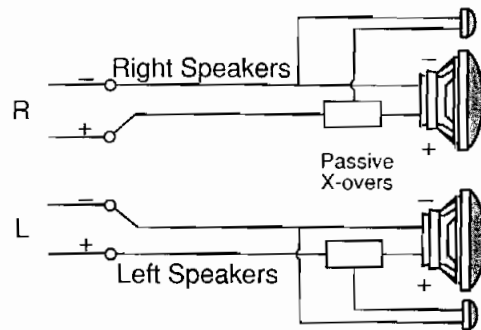 − Right Speakers −
R
+
Passive
X-overs
+
− −
L
+
Left Speakers +